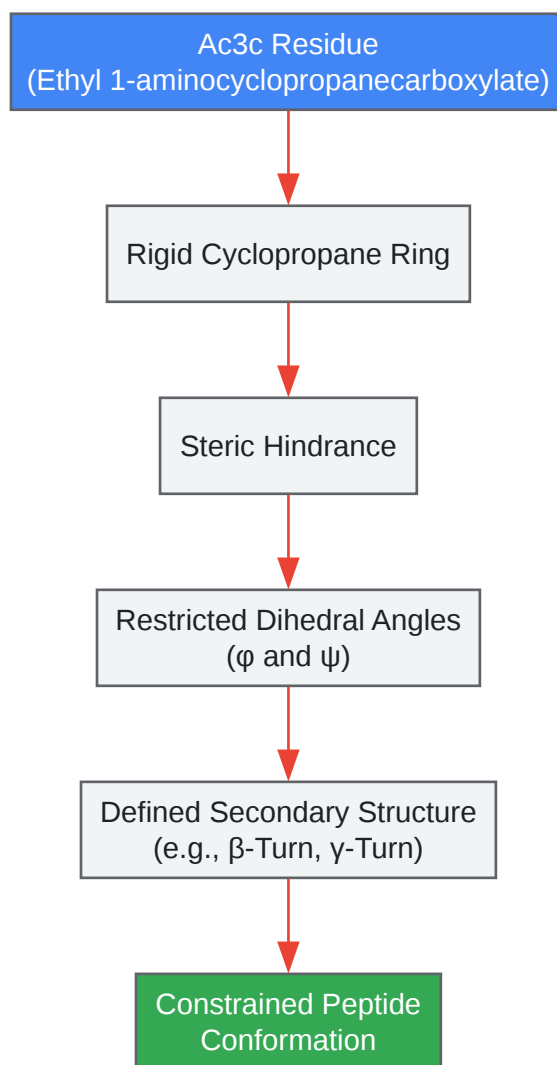 Ac3c Residue
(Ethyl 1-aminocyclopropanecarboxylate)
Rigid Cyclopropane Ring
Steric Hindrance
Restricted Dihedral Angles
(φ and ψ)
Defined Secondary Structure
(e.g., β-Turn, γ-Turn)
Constrained Peptide
Conformation